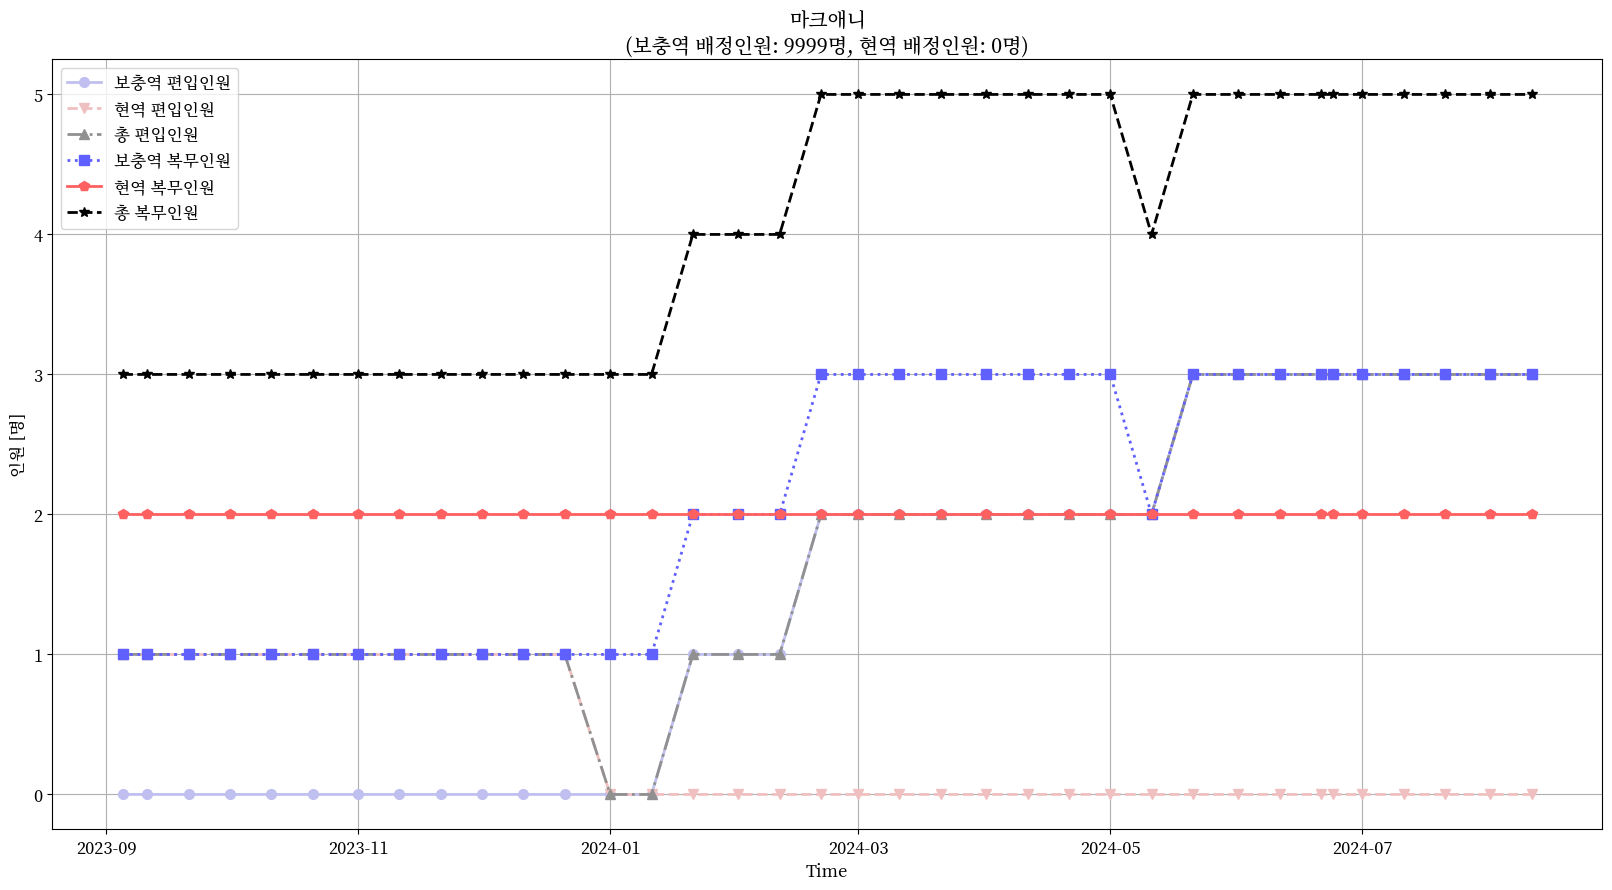 마크애니
(보충역 배정인원: 9999명, 현역 배정인원: 0명)
보충역 편입인원
현역 편입인원
총 편입인원
보충역 복무인원
현역 복무인원
총 복무인원
5
4
3
2
1
0
인원 [명]
2023-09
2023-11
2024-01
2024-03
2024-05
2024-07
Time